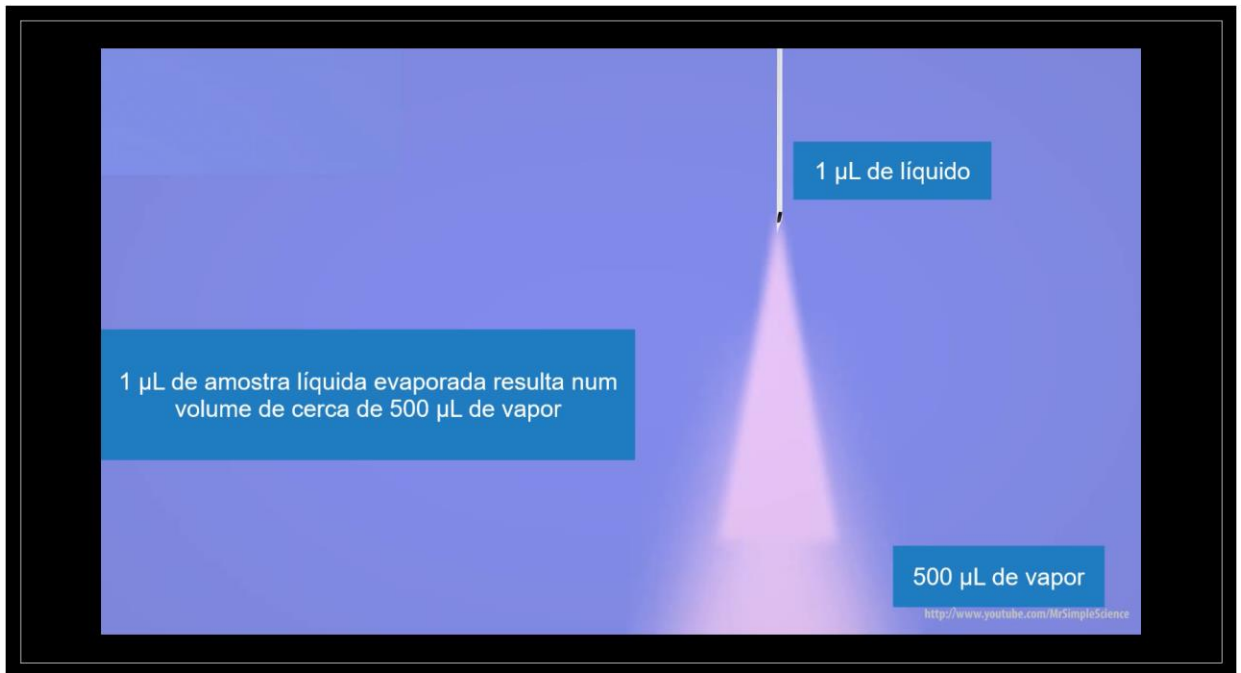 1 µL de líquido
1 µL de amostra líquida evaporada resulta num
volume de cerca de 500 µL de vapor
500 µL de vapor
http://www.youtube.com/MrSimpleScience